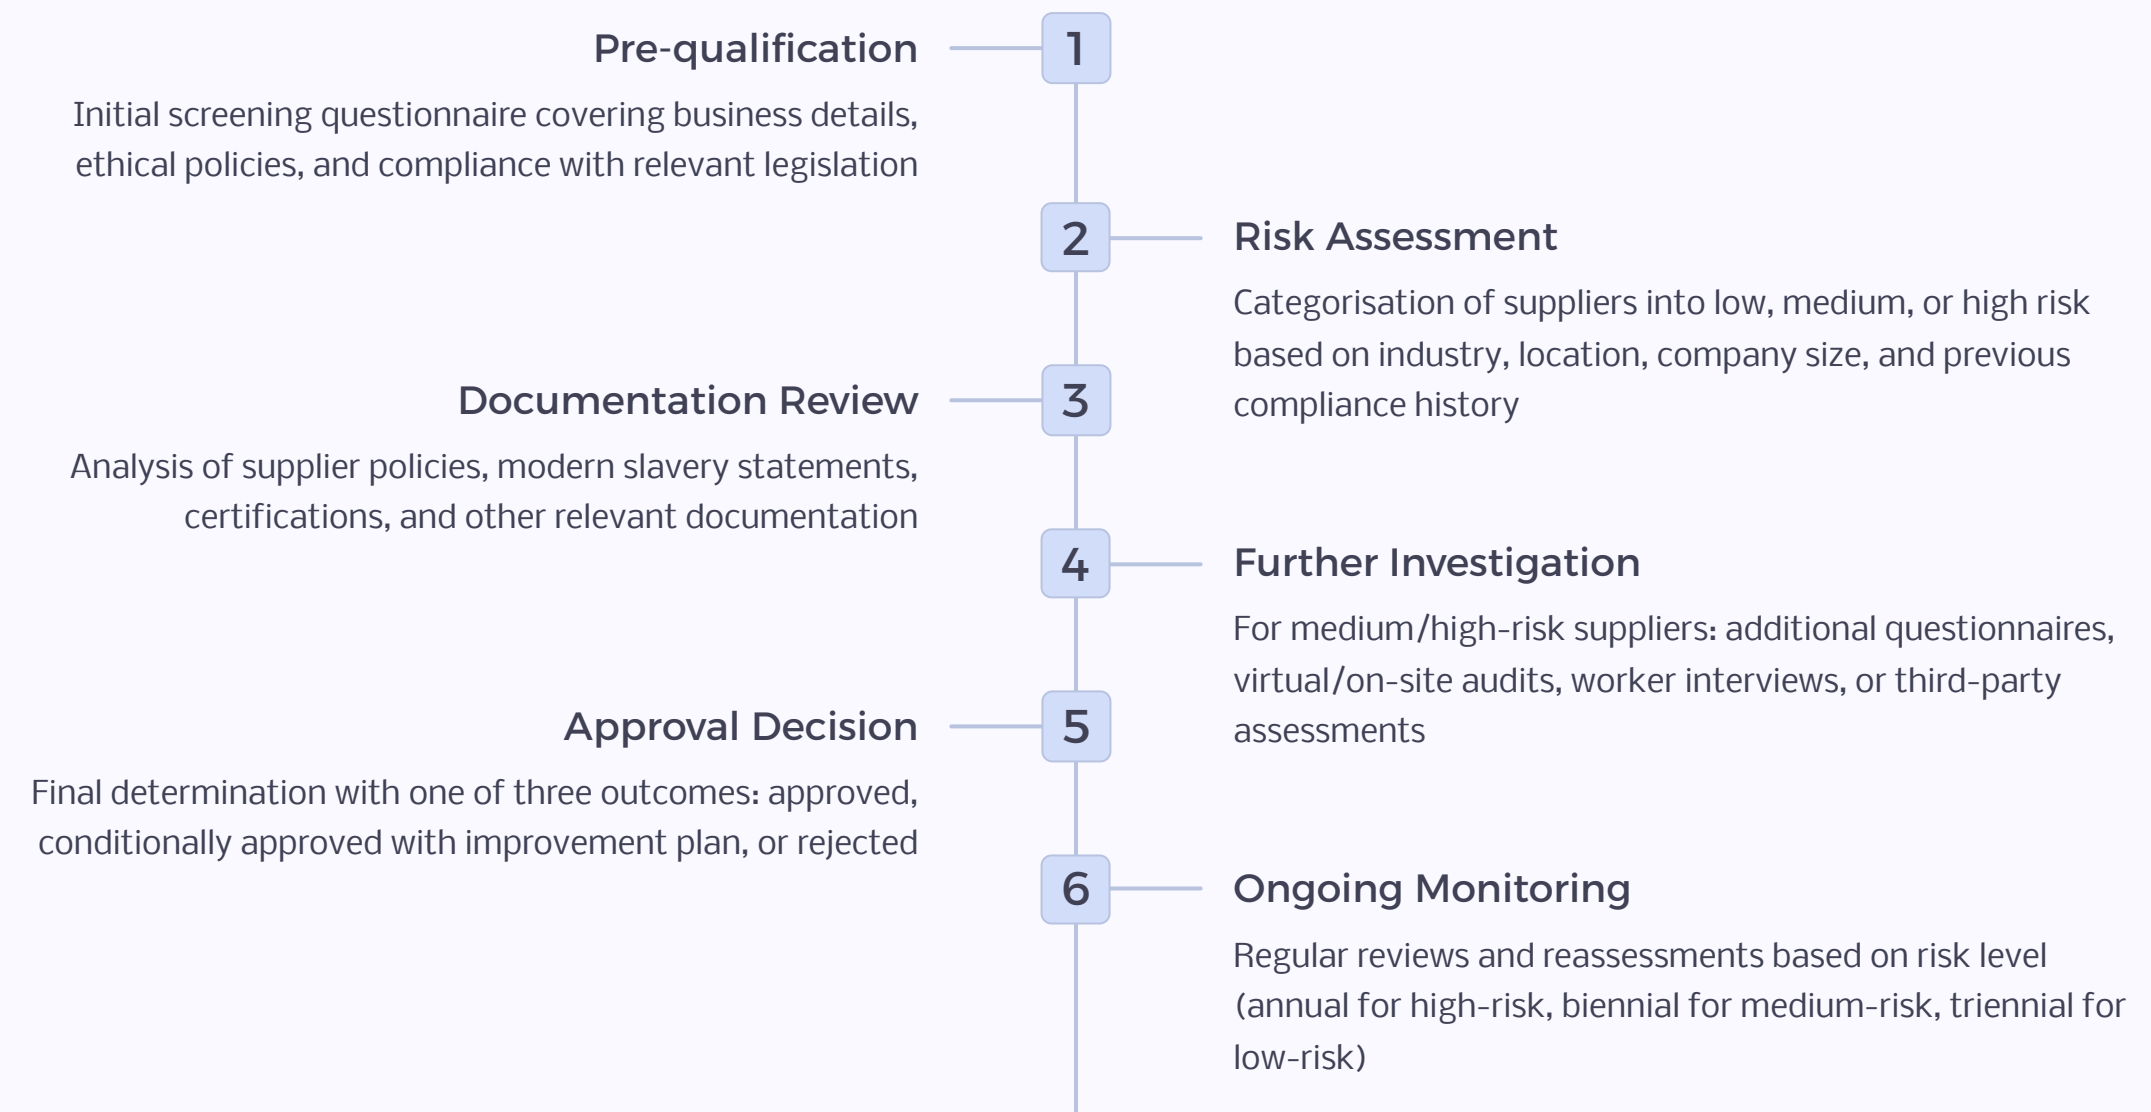 1
Pre-qualification
Initial screening questionnaire covering business details,
ethical policies, and compliance with relevant legislation
2
Risk Assessment
Categorisation of suppliers into low, medium, or high risk
based on industry, location, company size, and previous
compliance history
3
Documentation Review
Analysis of supplier policies, modern slavery statements,
certifications, and other relevant documentation
4
Further Investigation
For medium/high-risk suppliers: additional questionnaires,
virtual/on-site audits, worker interviews, or third-party
assessments
5
Approval Decision
Final determination with one of three outcomes: approved,
conditionally approved with improvement plan, or rejected
6
Ongoing Monitoring
Regular reviews and reassessments based on risk level
(annual for high-risk, biennial for medium-risk, triennial for
low-risk)